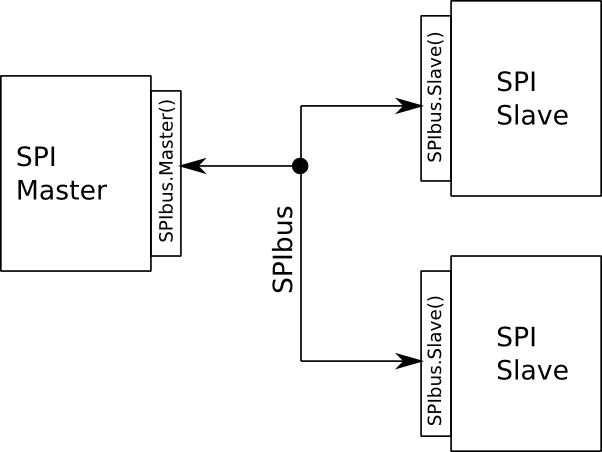 SPI
Master
SPIbus.Master()
SPIbus
SPIbus.Slave()
SPI
Slave
SPIbus.Slave()
SPI
Slave